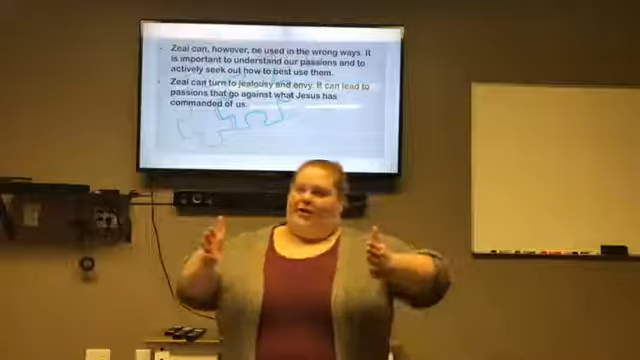 Zeal can, however, be used in the wrong ways. It
is important to understand our passions and to
actively seek out how to best use them.
Zeal can turn to jealousy and envy. It can lead to
passions that go against what Jesus has
commanded of us.